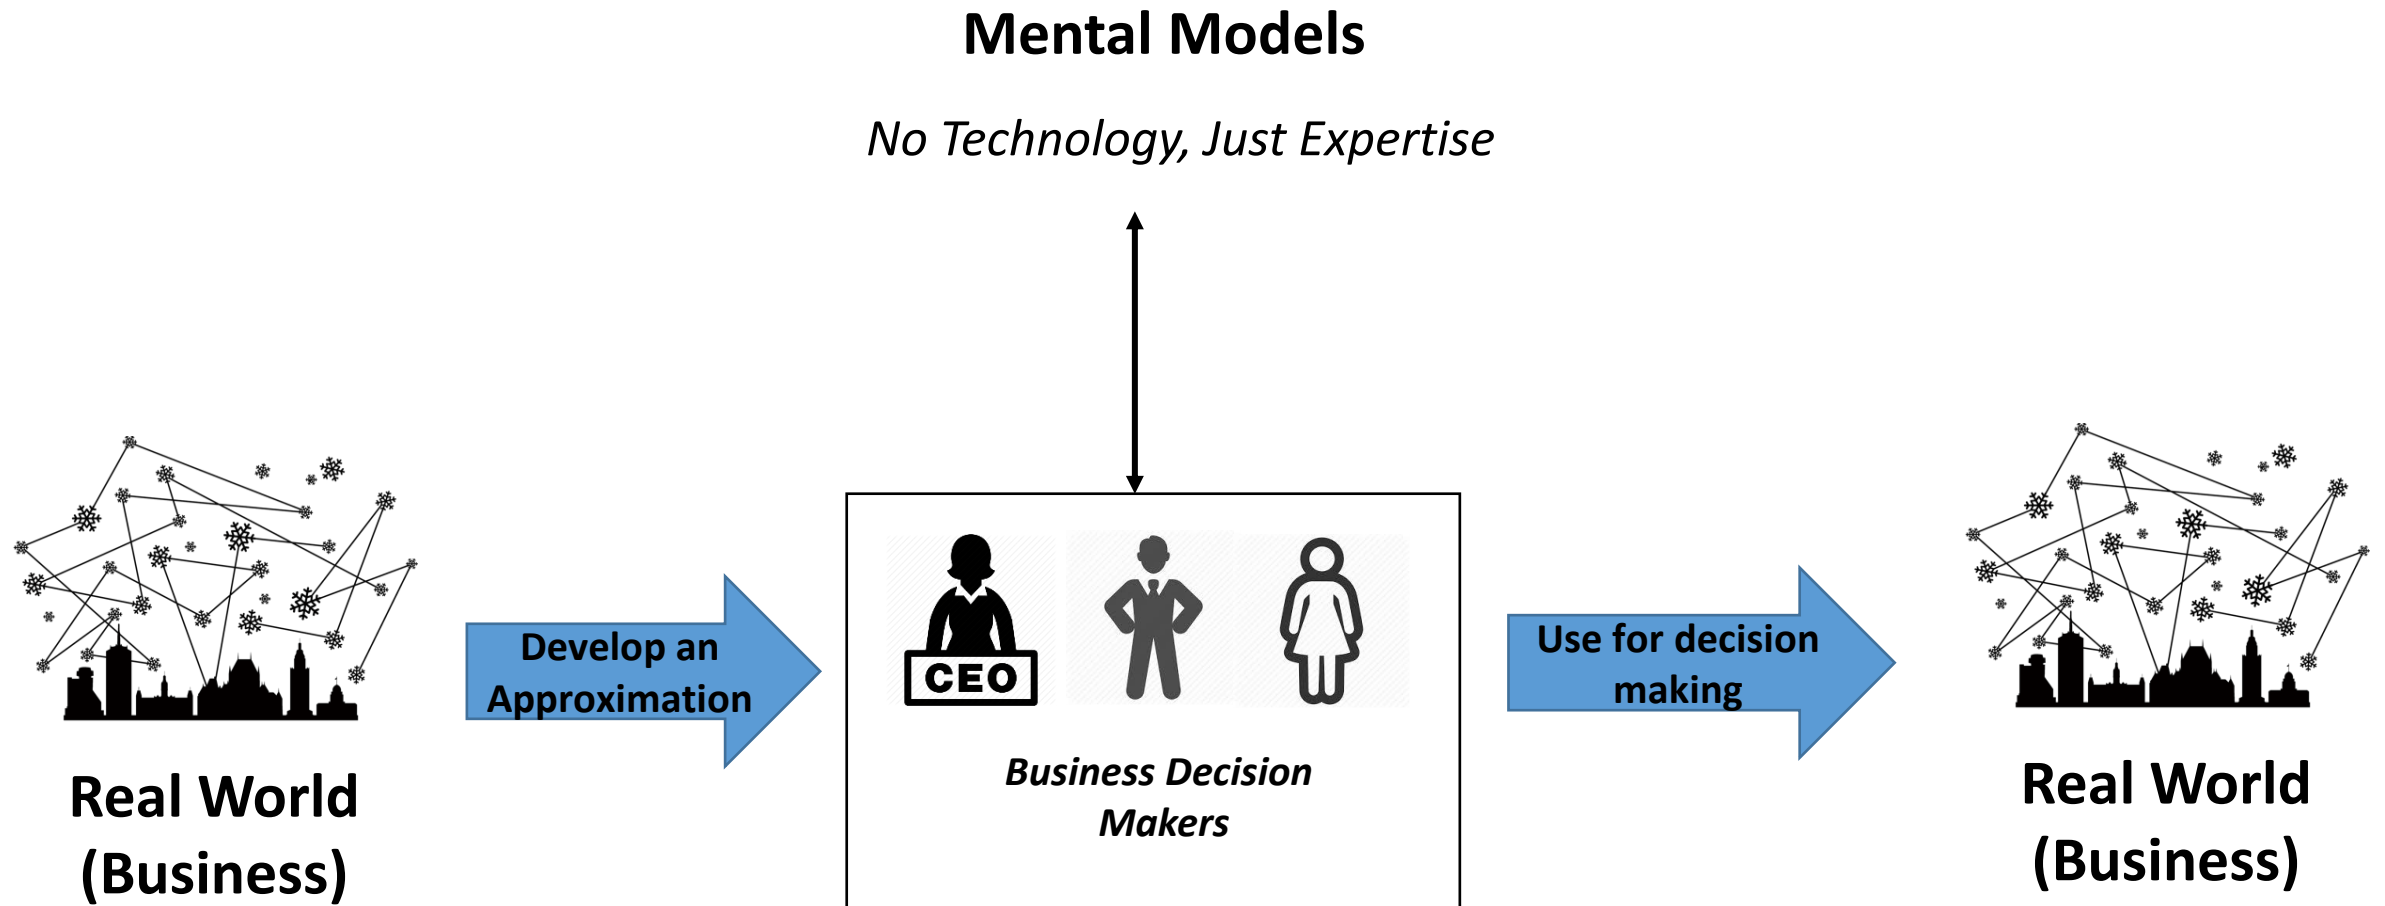 Mental Models
No Technology, Just Expertise
Develop an
Approximation
CEO
Business Decision
Makers
Use for decision
making
Real World
(Business)
Real World
(Business)